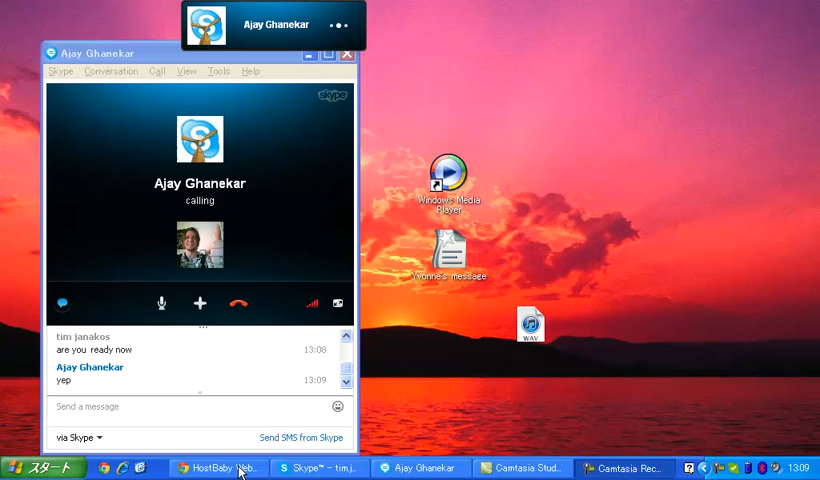 Ajay Ghanekar
Ajay Ghanekar
Skype Conversation Call View Tools Help
skype
Ajay Ghanekar
calling
tim janakos
are you ready now 13:08
Ajay Ghanekar
yep 13:09
Send a message
via Skype Send SMS from Skype
Windows Media
Player
Yvonne's message
WAV
スタート HostBaby Web... Skype™ - tim.j... Ajay Ghanekar Camtasia Stud... Camtasia Rec... 13:09